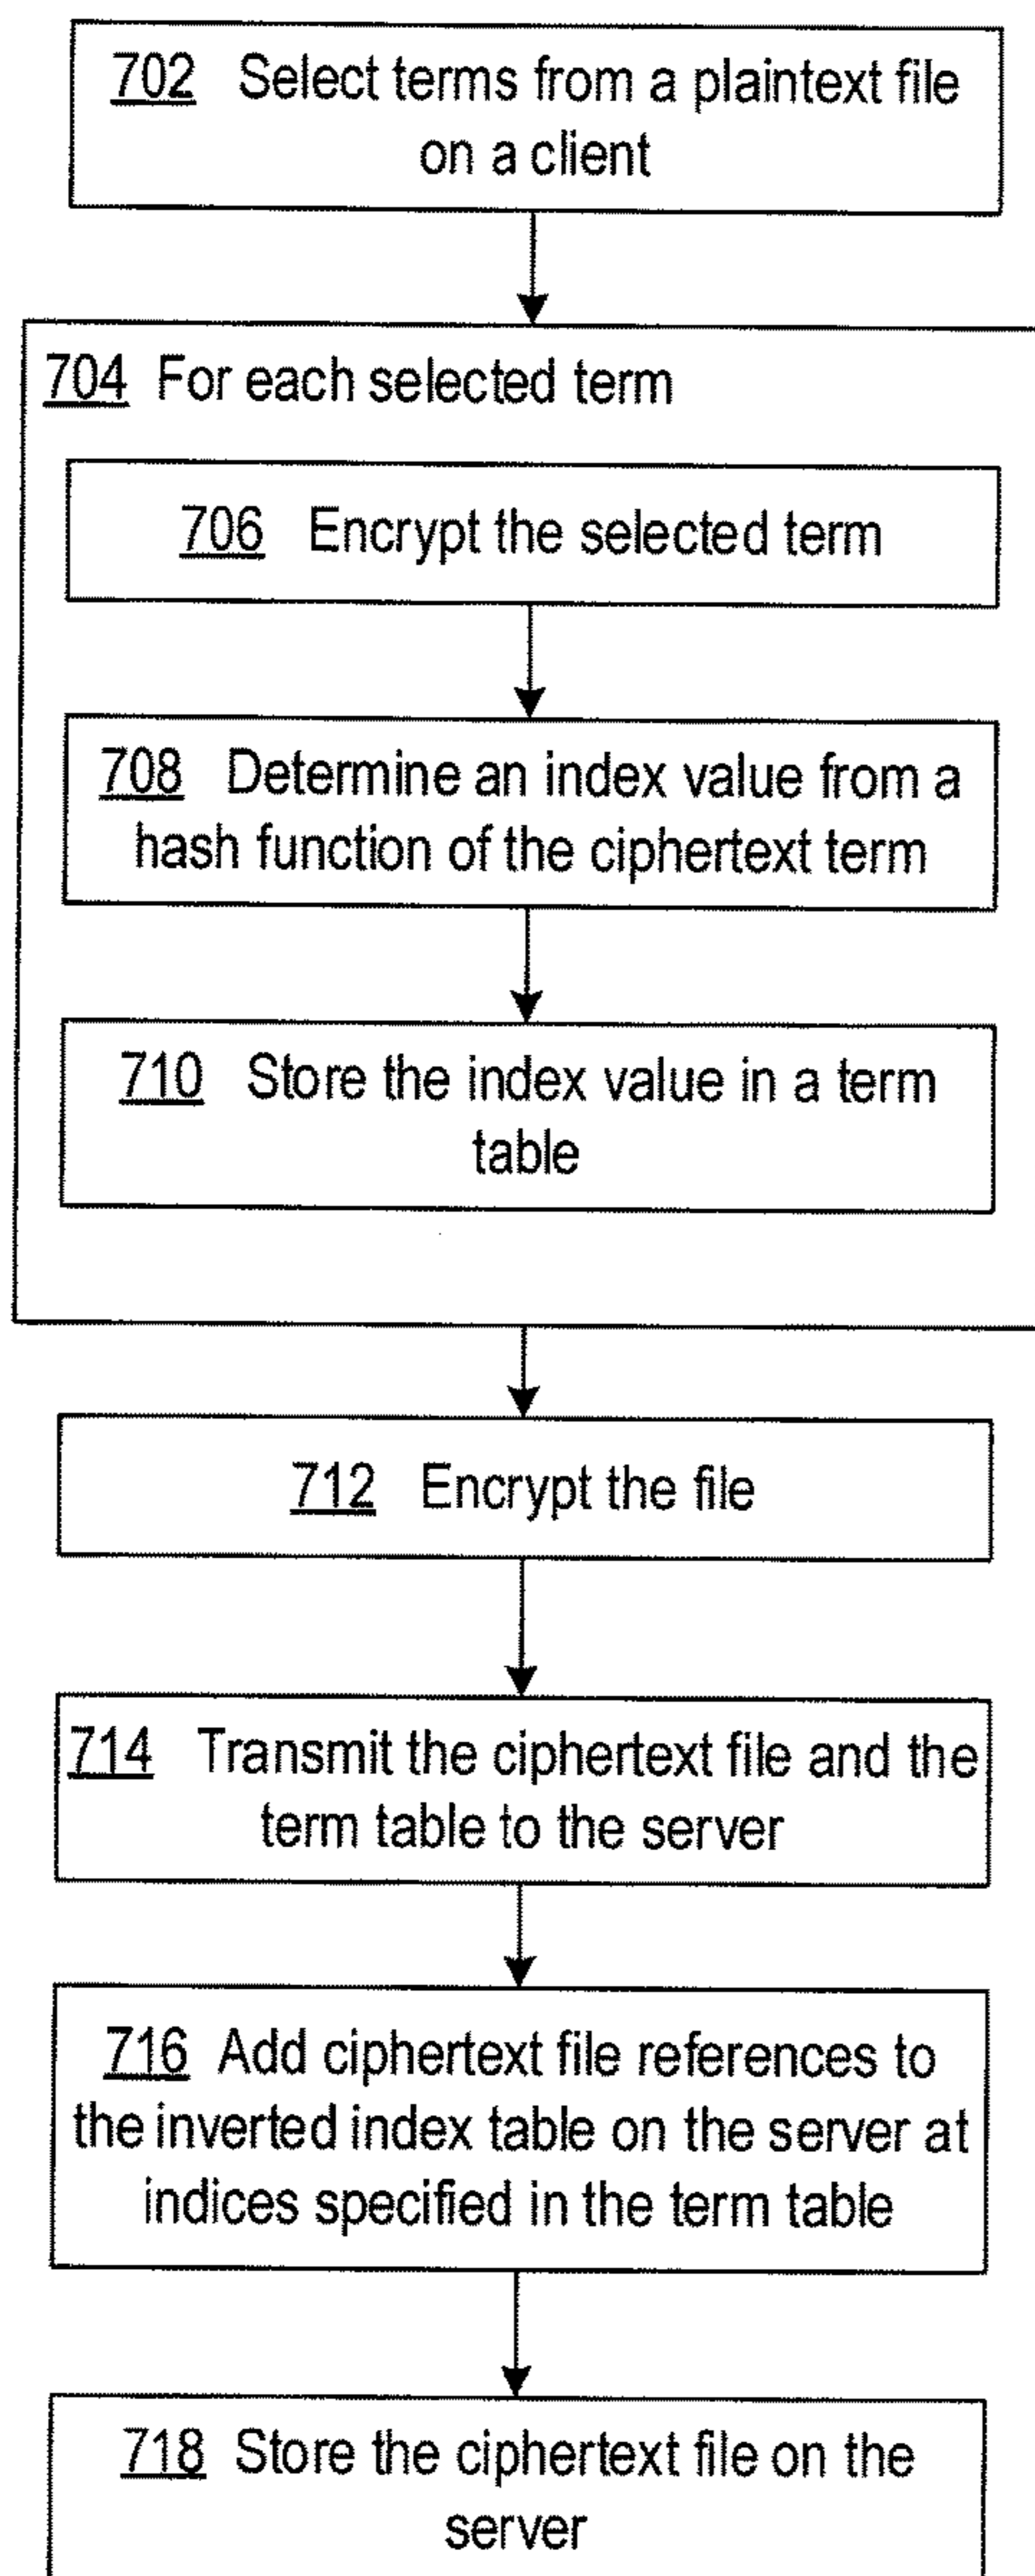 702 Select terms from a plaintext file
on a client
704 For each selected term
706 Encrypt the selected term
708 Determine an index value from a
hash function of the ciphertext term
710 Store the index value in a term
table
712 Encrypt the file
714 Transmit the ciphertext file and the
term table to the server
716 Add ciphertext file references to
the inverted index table on the server at
indices specified in the term table
718 Store the ciphertext file on the
server